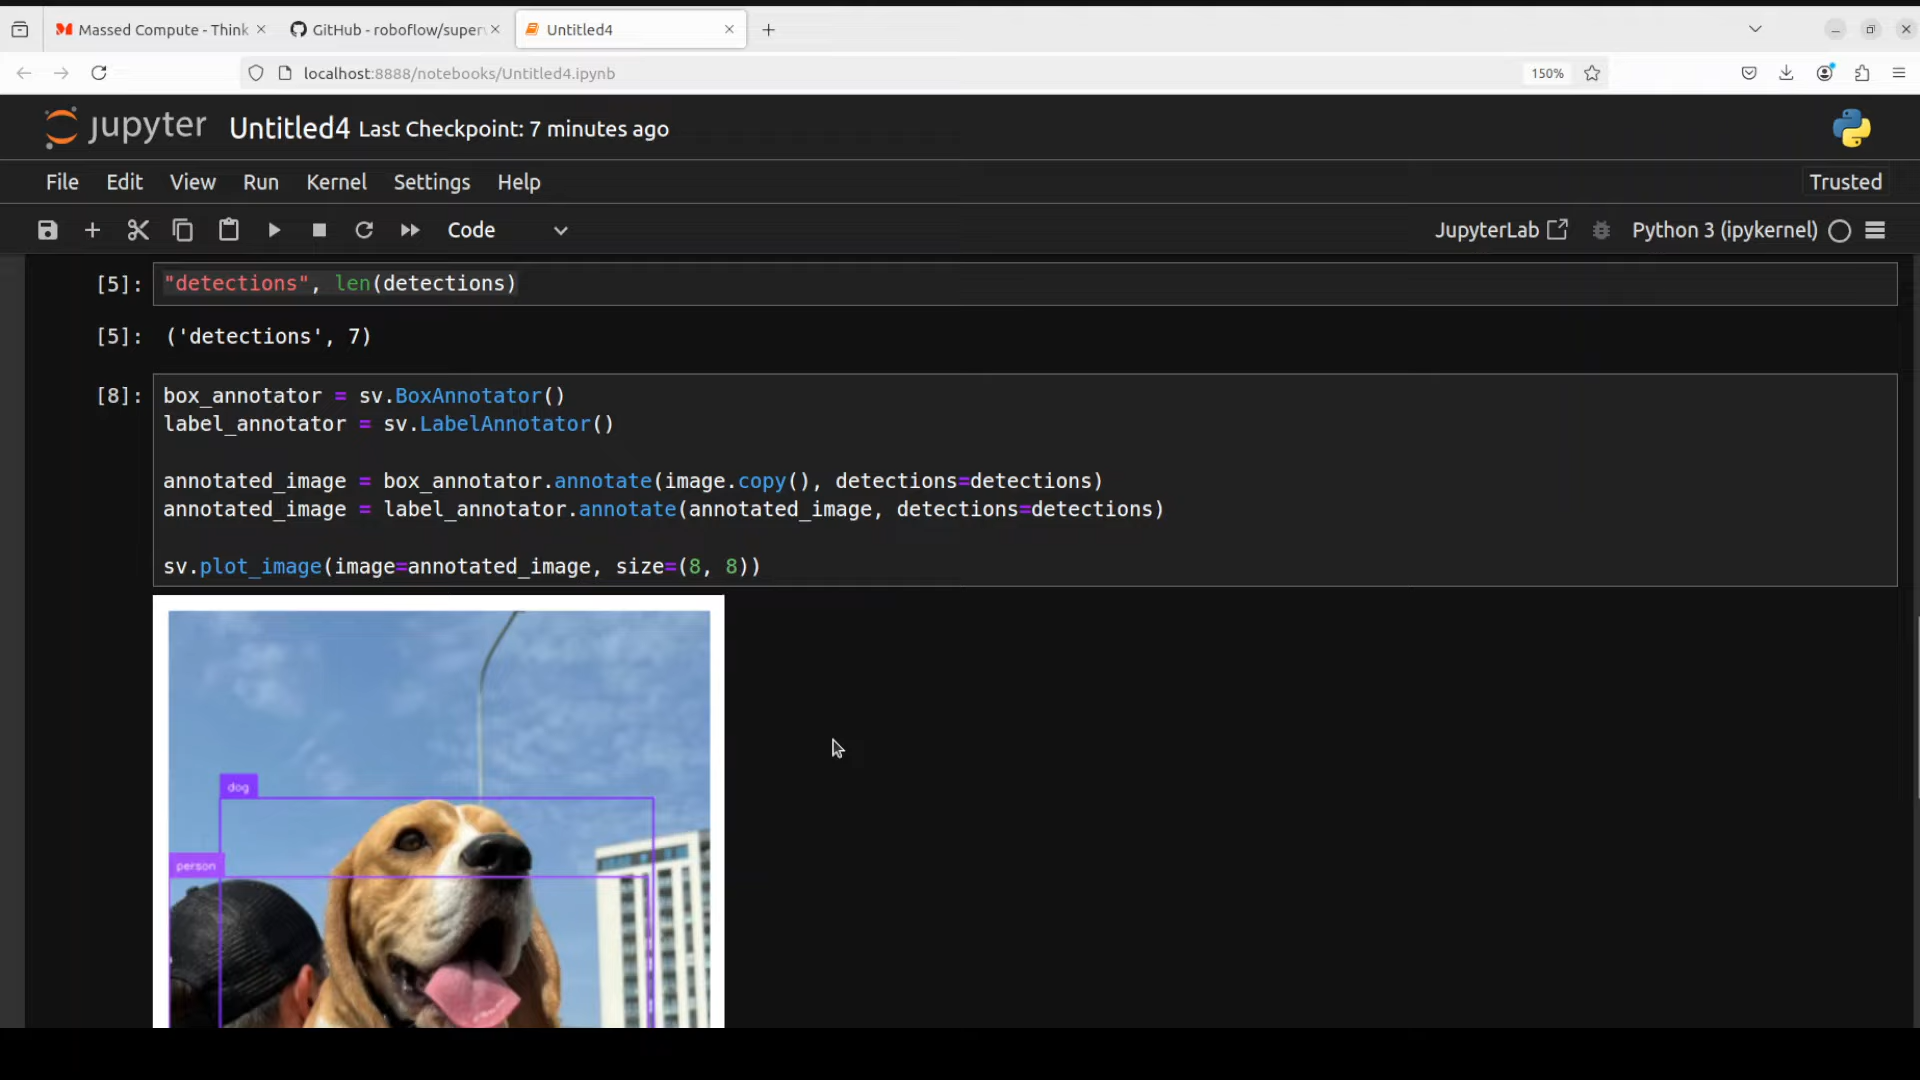 Massed Compute - Think
GitHub - roboflow/super
Untitled4
localhost:8888/notebooks/Untitled4.ipynb
150%
jupyter Untitled4 Last Checkpoint: 7 minutes ago
File Edit View Run Kernel Settings Help Trusted
Code JupyterLab Python 3 (ipykernel)
[5]: "detections", len(detections)
[5]: ('detections', 7)
[8]: box_annotator = sv.BoxAnnotator()
label_annotator = sv.LabelAnnotator()
annotated_image = box_annotator.annotate(image.copy(), detections=detections)
annotated_image = label_annotator.annotate(annotated_image, detections=detections)
sv.plot_image(image=annotated_image, size=(8, 8))
dog
person